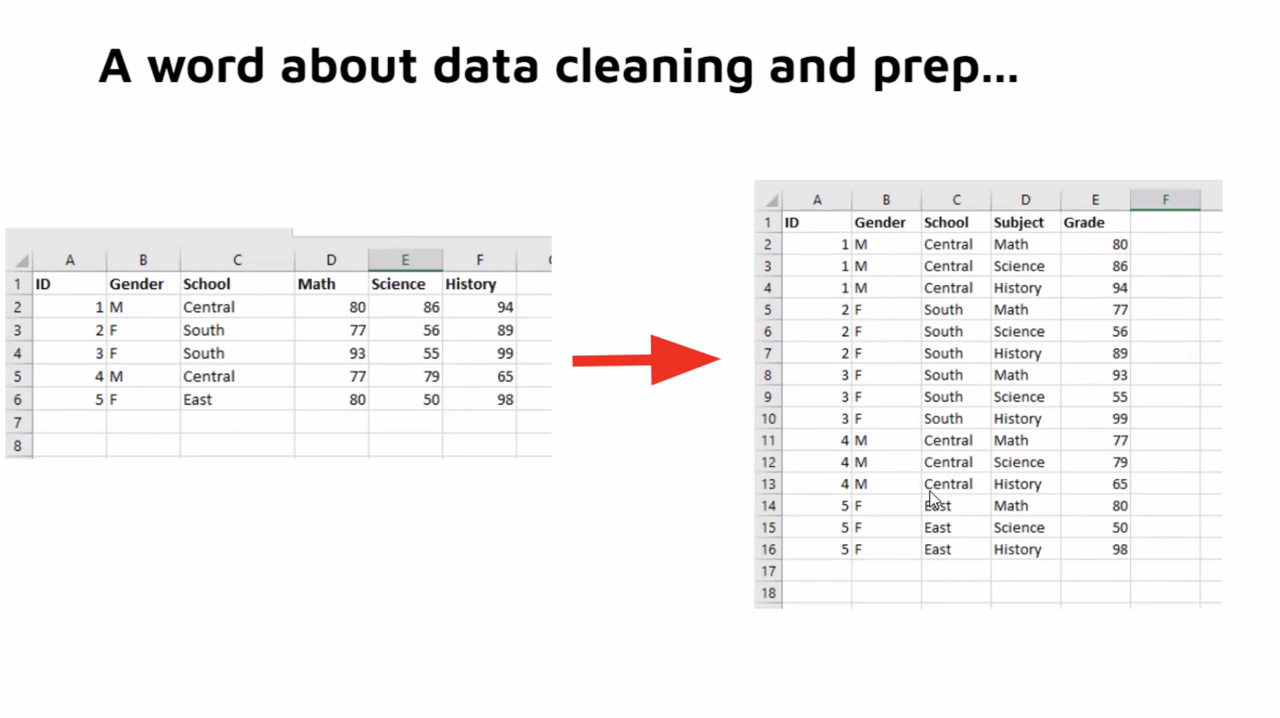 A word about data cleaning and prep...
A B C D E F
1 ID Gender School Math Science History
2 1 M Central 80 86 94
3 2 F South 77 56 89
4 3 F South 93 55 99
5 4 M Central 77 79 65
6 5 F East 80 50 98
7
8
A B C D E F
1 ID Gender School Subject Grade
2 1 M Central Math 80
3 1 M Central Science 86
4 1 M Central History 94
5 2 F South Math 77
6 2 F South Science 56
7 2 F South History 89
8 3 F South Math 93
9 3 F South Science 55
10 3 F South History 99
11 4 M Central Math 77
12 4 M Central Science 79
13 4 M Central History 65
14 5 F East Math 80
15 5 F East Science 50
16 5 F East History 98
17
18